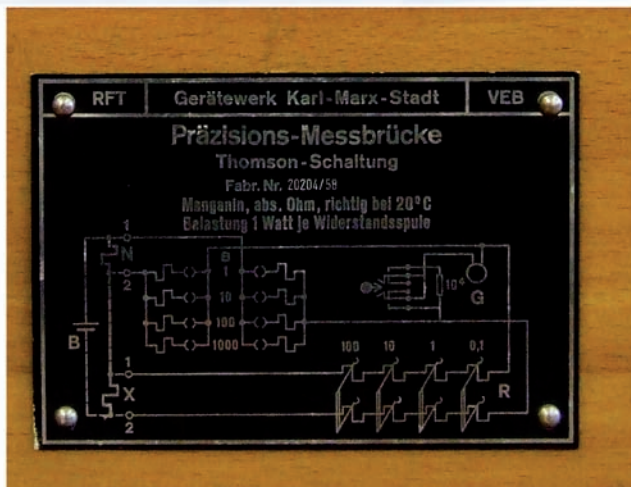 RFT Gerätewerk Karl-Marx-Stadt VEB
Präzisions-Messbrücke
Thomson-Schaltung
Fabr. Nr. 20204/58
Manganin, abs. Ohm, richtig bei 20°C
Belastung 1 Watt je Widerstandsspule
1
N
2
B
1
10
100
1000
10⁴
G
B
1
X
2
100 10 1 0,1
R